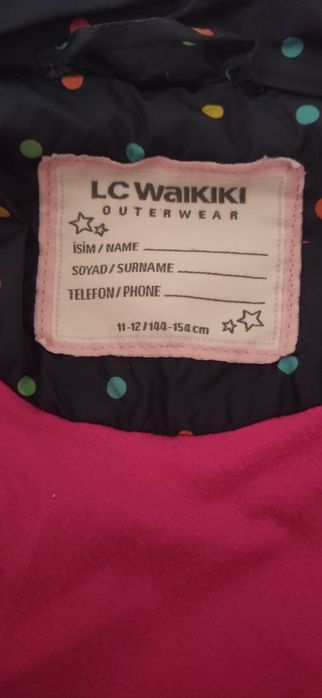 LC WAIKIKI
OUTERWEAR
İSİM / NAME
SOYAD / SURNAME
TELEFON / PHONE
11-12 / 144-154 cm